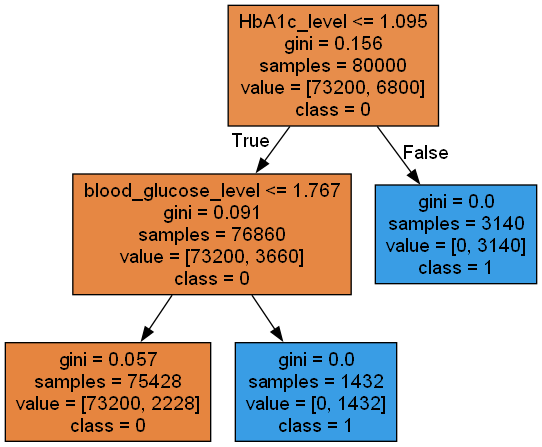 HbA1c_level <= 1.095
gini = 0.156
samples = 80000
value = [73200, 6800]
class = 0
True
False
blood_glucose_level <= 1.767
gini = 0.091
samples = 76860
value = [73200, 3660]
class = 0
gini = 0.0
samples = 3140
value = [0, 3140]
class = 1
gini = 0.057
samples = 75428
value = [73200, 2228]
class = 0
gini = 0.0
samples = 1432
value = [0, 1432]
class = 1